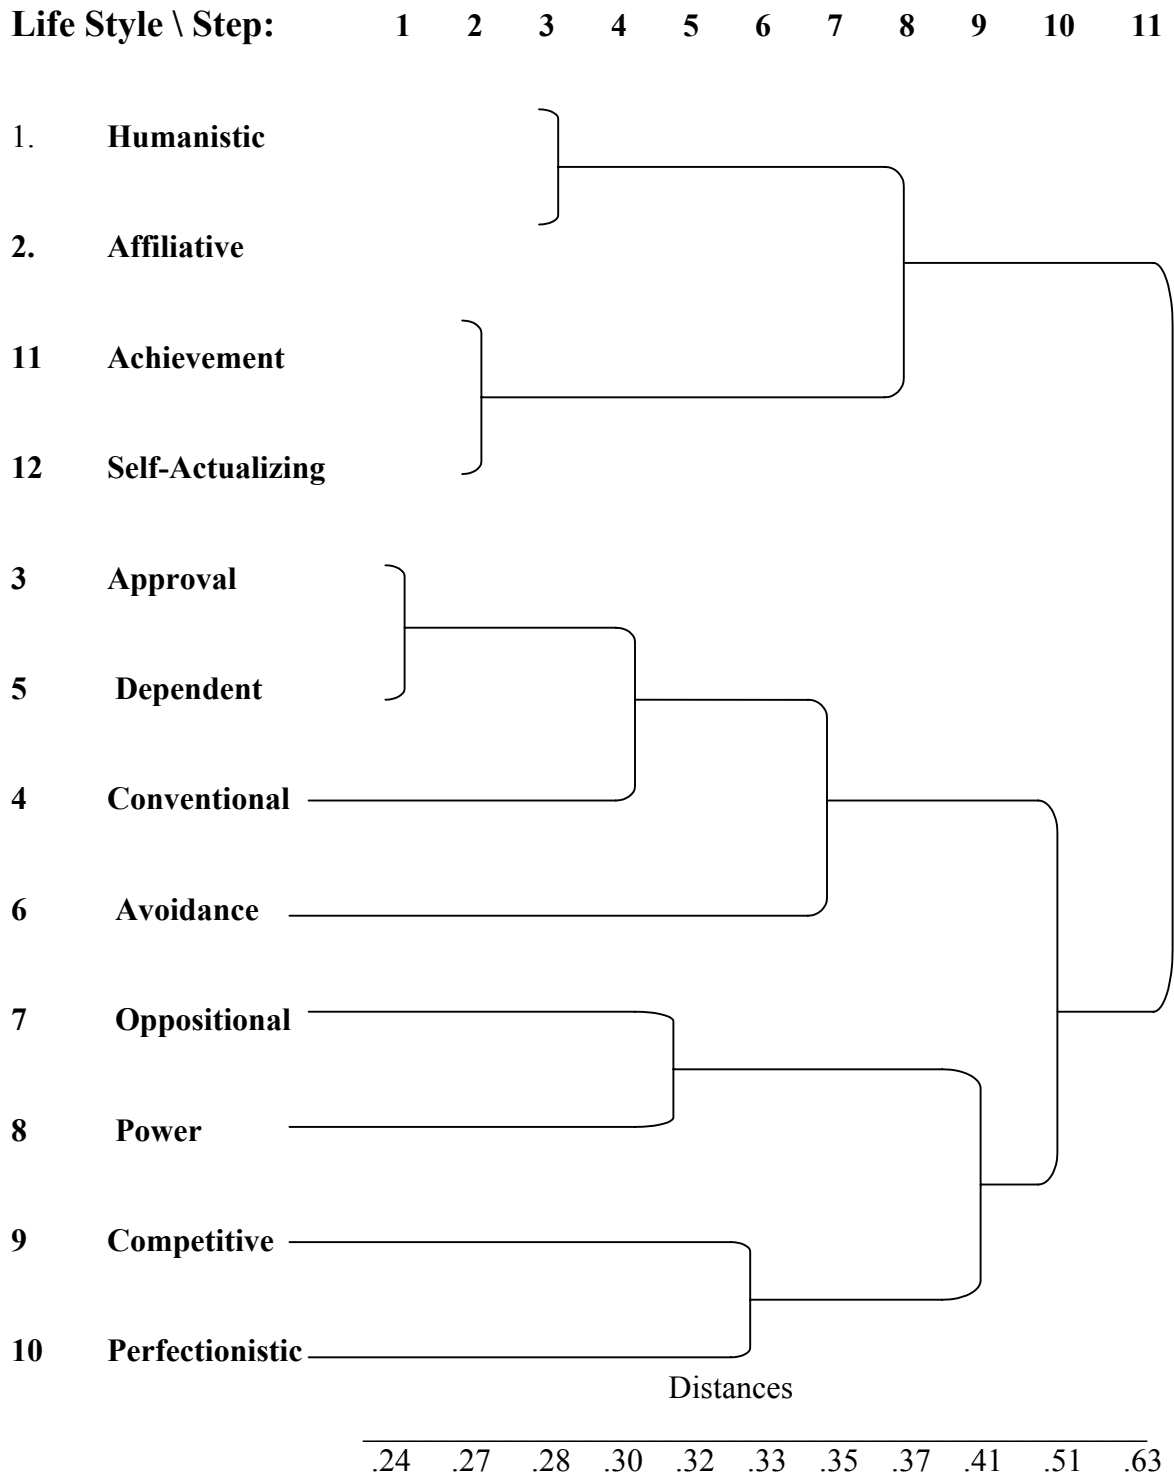 Life Style \ Step: 1 2 3 4 5 6 7 8 9 10 11
1. Humanistic
2. Affiliative
11 Achievement
12 Self-Actualizing
3 Approval
5 Dependent
4 Conventional
6 Avoidance
7 Oppositional
8 Power
9 Competitive
10 Perfectionistic
Distances
.24 .27 .28 .30 .32 .33 .35 .37 .41 .51 .63